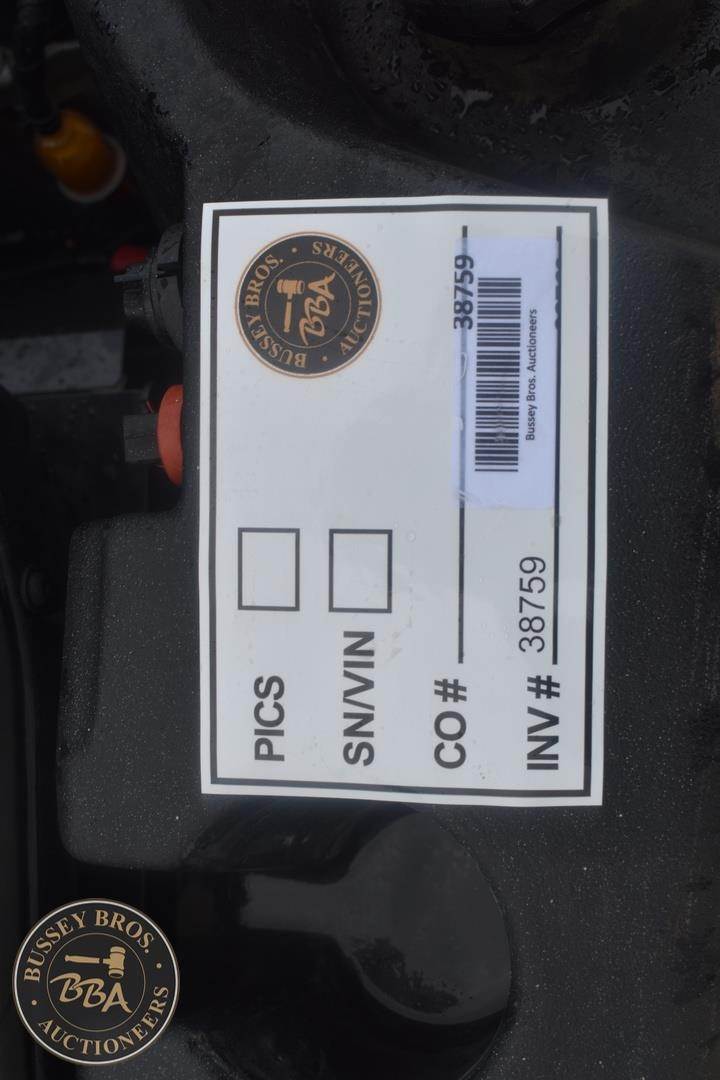 BUSSEY BROS.
BBA
AUCTIONEERS
PICS
SN/VIN
38759
CO #
Bussey Bros. Auctioneers
INV # 38759
BUSSEY BROS.
BBA
AUCTIONEERS